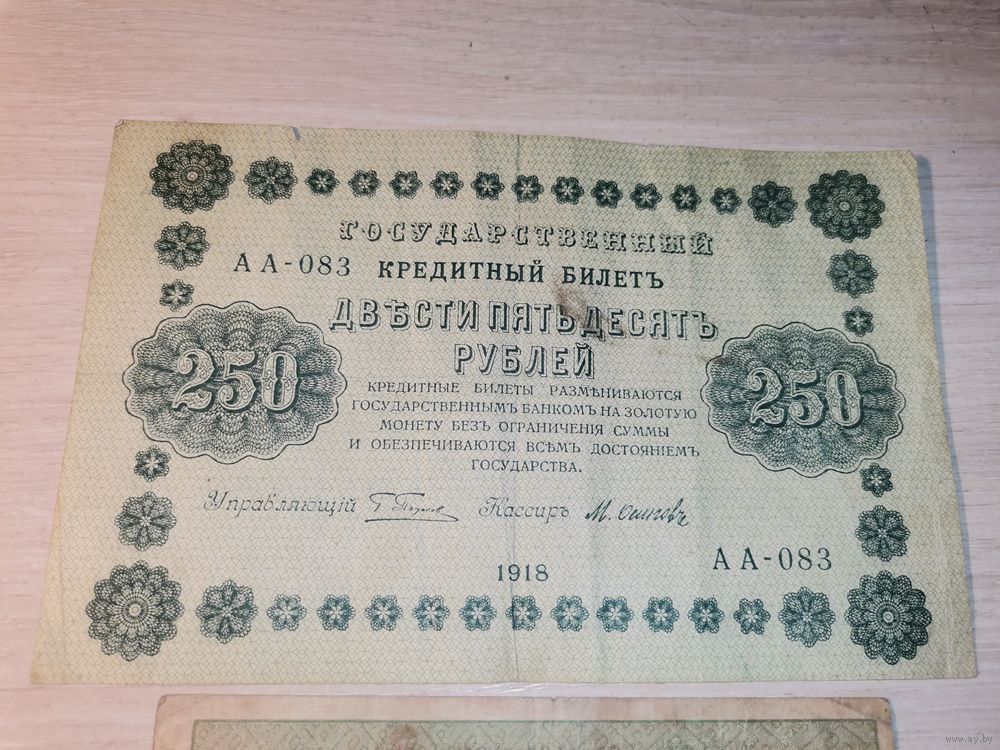 ГОСУДАРСТВЕННЫЙ
АА-083 КРЕДИТНЫЙ БИЛЕТЪ
ДВѢСТИ ПЯТЬДЕСЯТЪ
РУБЛЕЙ
250
250
КРЕДИТНЫЕ БИЛЕТЫ РАЗМѢНИВАЮТСЯ
ГОСУДАРСТВЕННЫМЪ БАНКОМЪ НА ЗОЛОТУЮ
МОНЕТУ БЕЗЪ ОГРАНИЧЕНІЯ СУММЫ
И ОБЕЗПЕЧИВАЮТСЯ ВСѢМЪ ДОСТОЯНІЕМЪ
ГОСУДАРСТВА.
Управляющій Кассиръ М. Осиповъ
1918
АА-083
www.ay.by